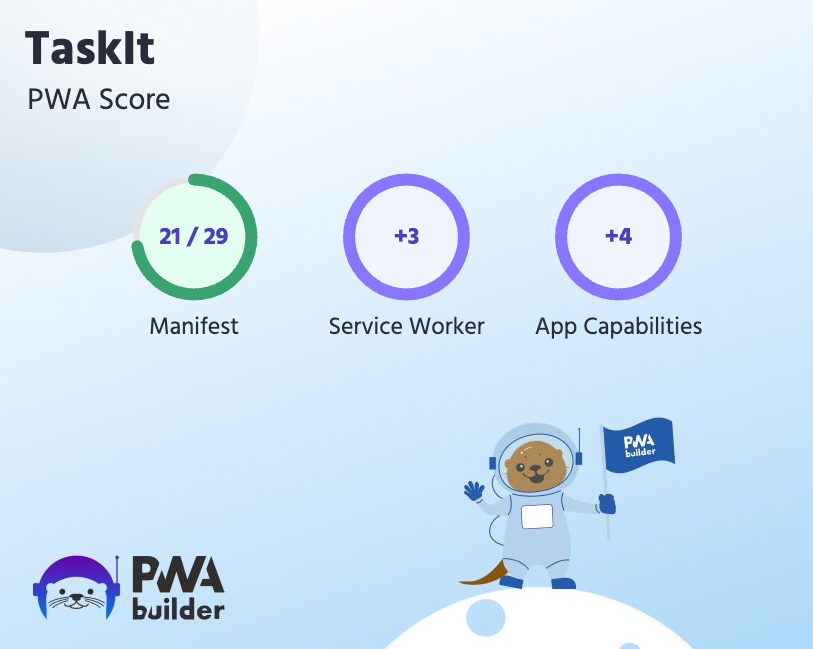 TaskIt
PWA Score
21 / 29
+3
+4
Manifest
Service Worker
App Capabilities
PWA
builder
PWA
builder